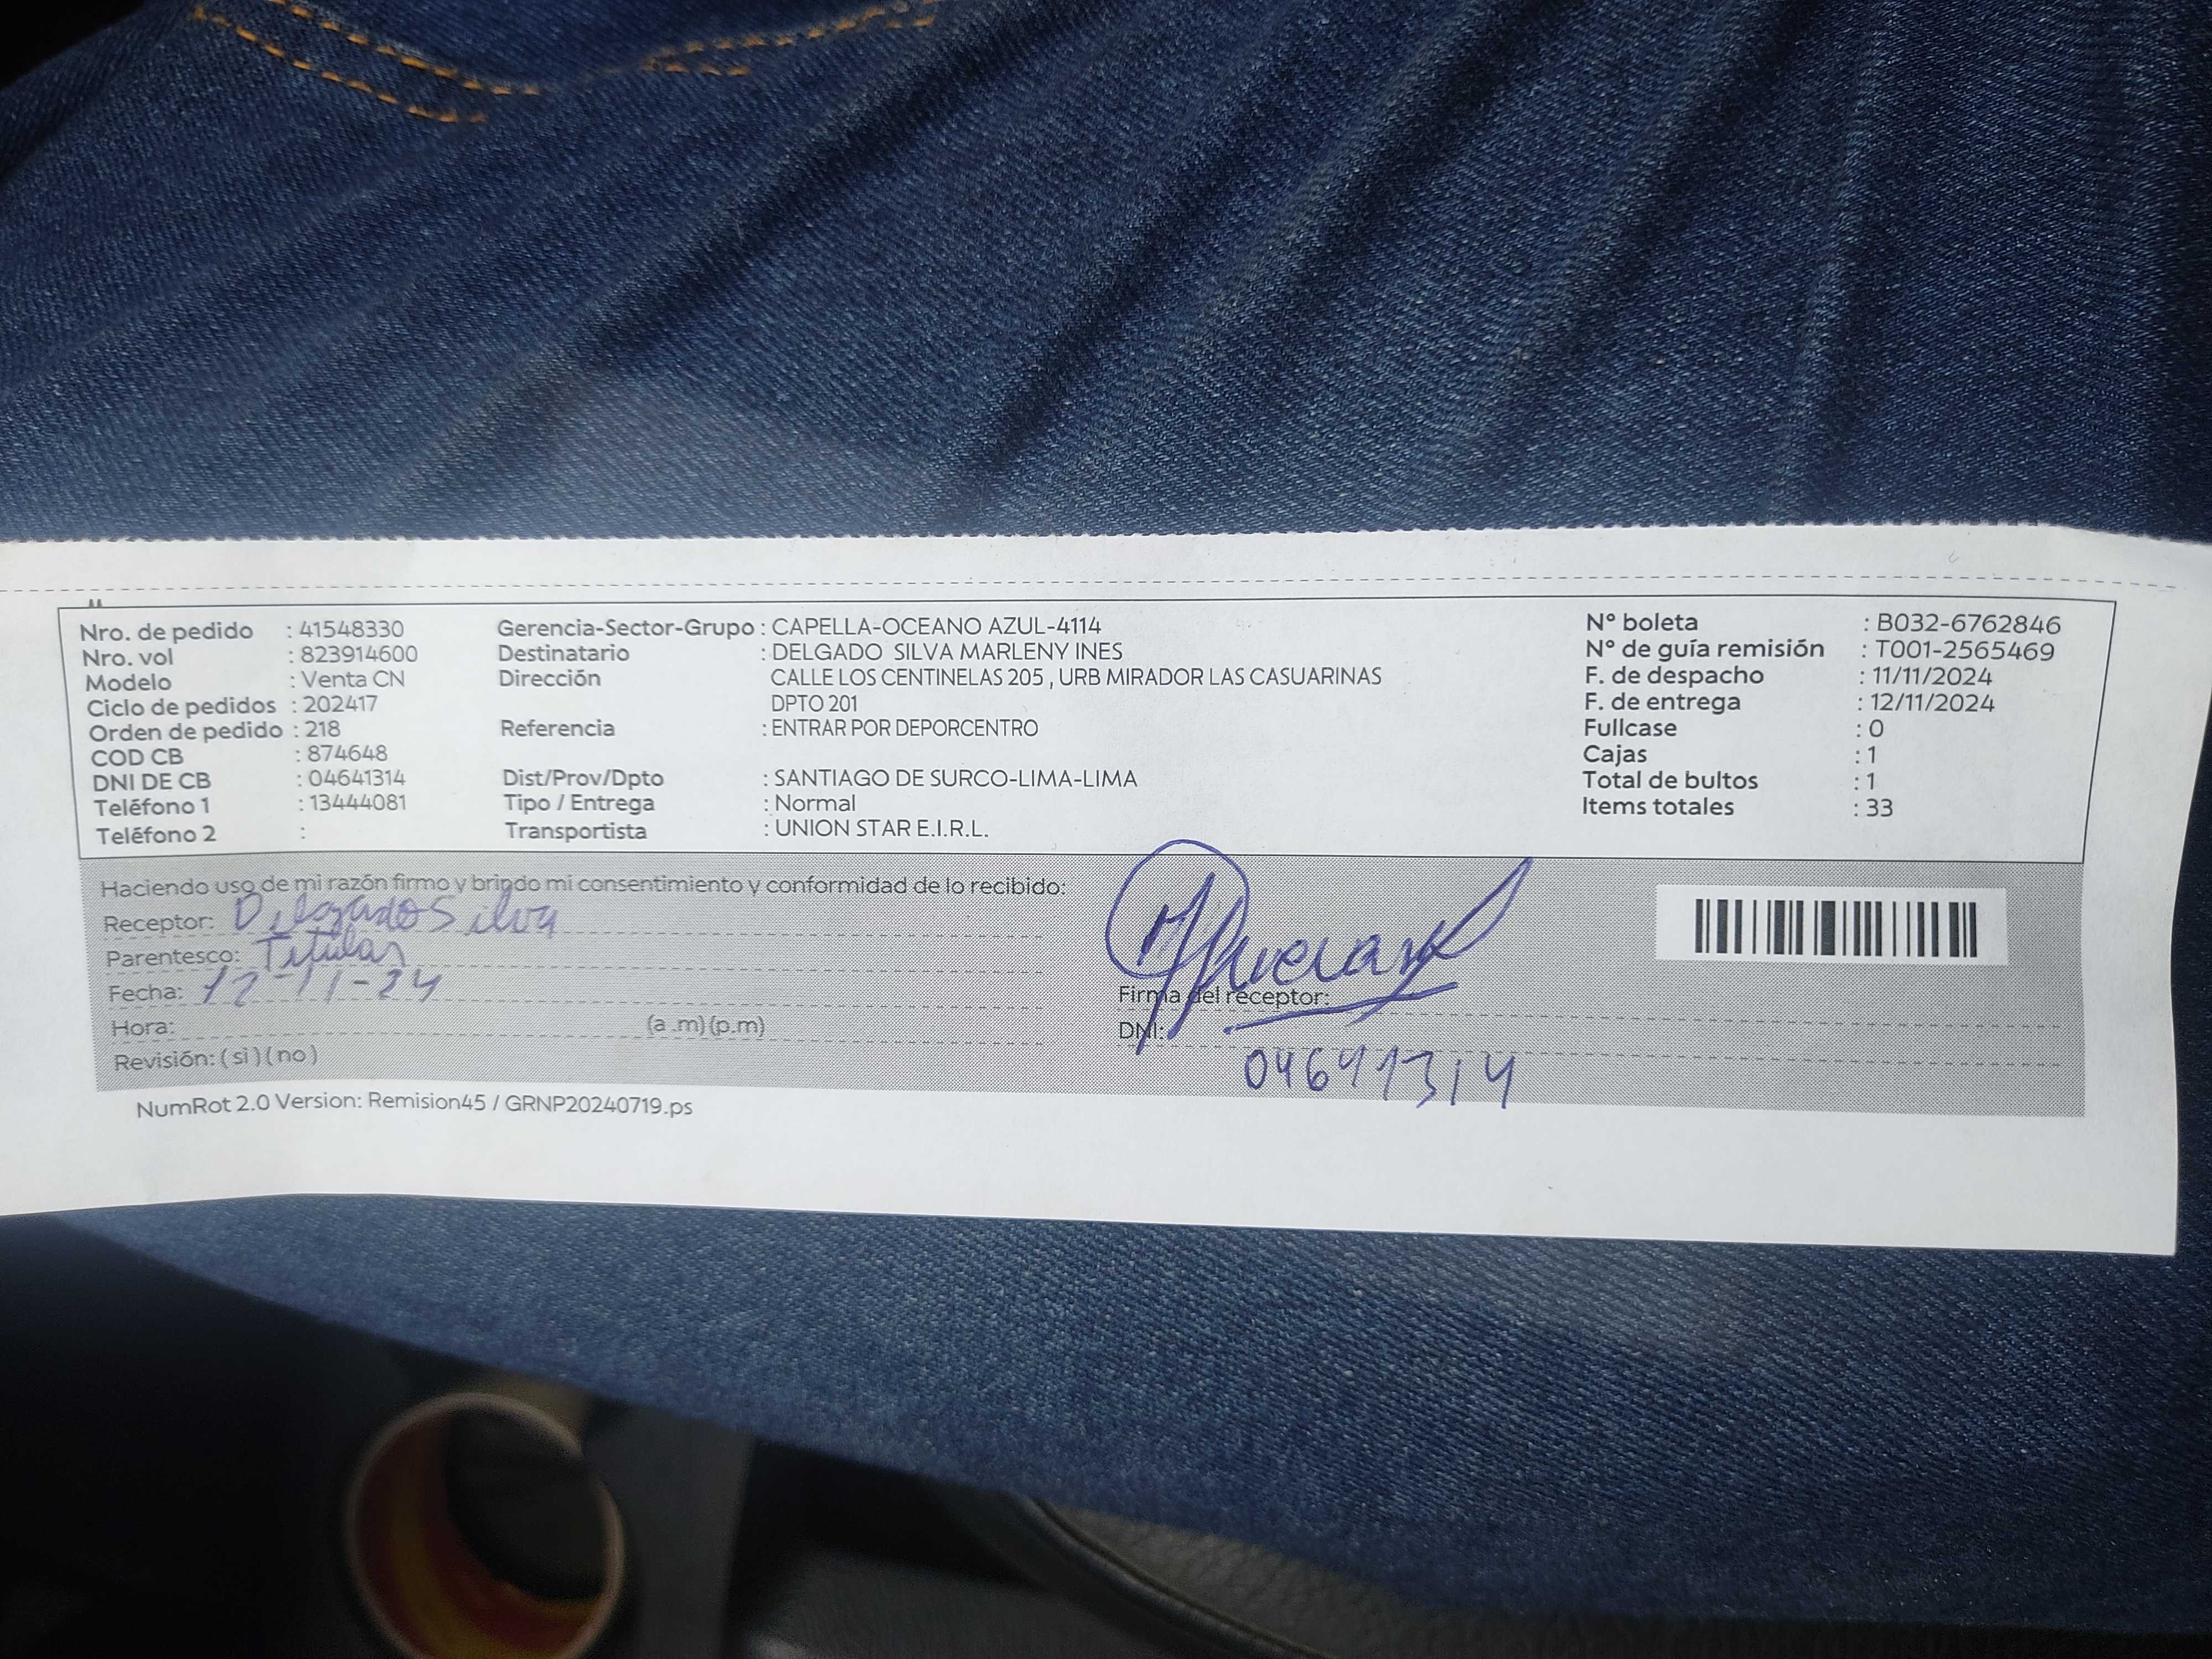 Nro. de pedido : 41548330 Gerencia-Sector-Grupo : CAPELLA-OCEANO AZUL-4114 N° boleta : B032-6762846
Nro. vol : 823914600 Destinatario : DELGADO SILVA MARLENY INES N° de guía remisión : T001-2565469
Modelo : Venta CN Dirección CALLE LOS CENTINELAS 205 , URB MIRADOR LAS CASUARINAS F. de despacho : 11/11/2024
Ciclo de pedidos : 202417 DPTO 201 F. de entrega : 12/11/2024
Orden de pedido : 218 Referencia : ENTRAR POR DEPORCENTRO Fullcase : 0
COD CB : 874648 Cajas : 1
DNI DE CB : 04641314 Dist/Prov/Dpto : SANTIAGO DE SURCO-LIMA-LIMA Total de bultos : 1
Teléfono 1 : 13444081 Tipo / Entrega : Normal Items totales : 33
Teléfono 2 : Transportista : UNION STAR E.I.R.L.
Haciendo uso de mi razón firmo y brindo mi consentimiento y conformidad de lo recibido:
Receptor: Delgado Silva
Parentesco: Titular
Fecha: 12-11-24 Firma del receptor:
Hora: (a .m) (p.m) DNI:
04641314
Revisión: ( si ) ( no )
NumRot 2.0 Version: Remision45 / GRNP20240719.ps